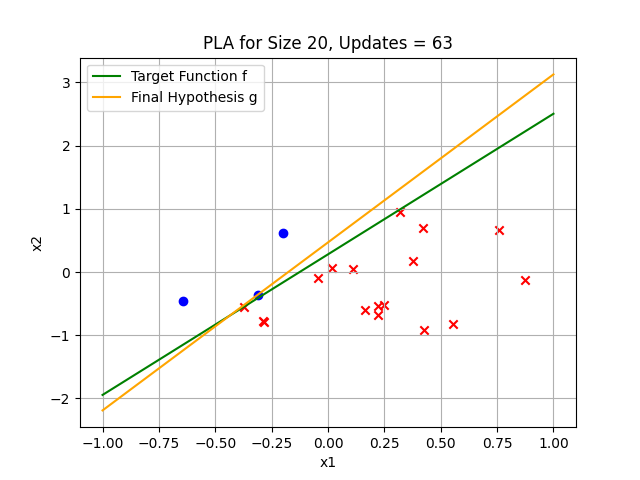 PLA for Size 20, Updates = 63
Target Function f
Final Hypothesis g
3
2
1
0
−1
−2
x2
−1.00 −0.75 −0.50 −0.25 0.00 0.25 0.50 0.75 1.00
x1